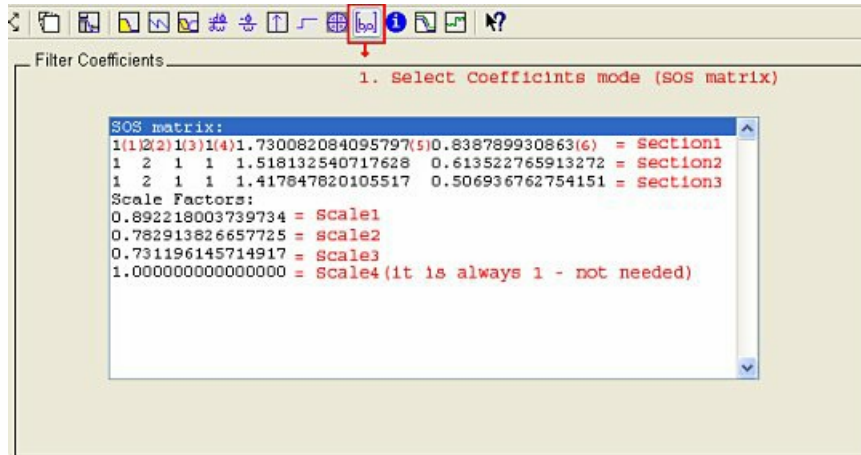 Filter Coefficients
1. Select Coefficints mode (SOS matrix)
SOS matrix:
1(1)2(2)1(3)1(4)1.730082084095797(5)0.838789930863(6) = Section1
1 2 1 1 1.518132540717628 0.613522765913272 = Section2
1 2 1 1 1.417847820105517 0.506936762754151 = Section3
Scale Factors:
0.892218003739734 = Scale1
0.782913826657725 = Scale2
0.731196145714917 = Scale3
1.000000000000000 = Scale4(it is always 1 - not needed)